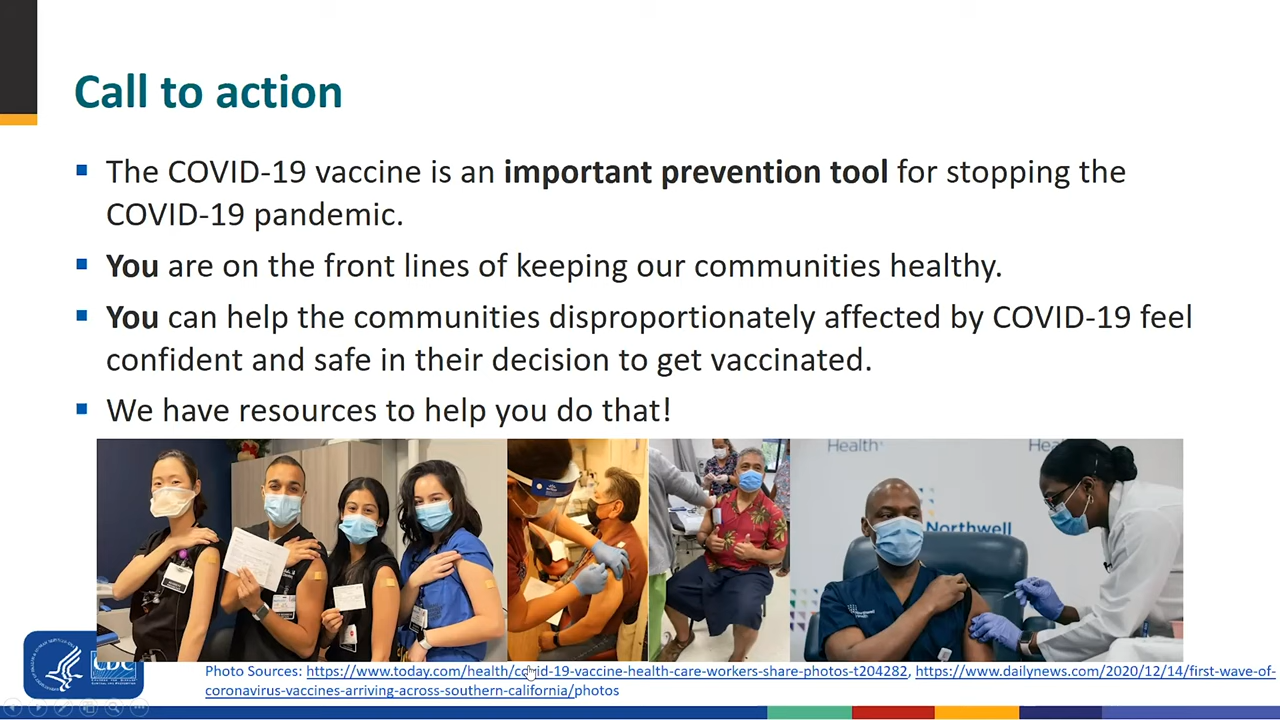 Call to action
The COVID-19 vaccine is an important prevention tool for stopping the
COVID-19 pandemic.
You are on the front lines of keeping our communities healthy.
You can help the communities disproportionately affected by COVID-19 feel
confident and safe in their decision to get vaccinated.
We have resources to help you do that!
Health
Hea
Northwell
Northwell
Health
CDC
Photo Sources: https://www.today.com/health/covid-19-vaccine-health-care-workers-share-photos-t204282, https://www.dailynews.com/2020/12/14/first-wave-of-
coronavirus-vaccines-arriving-across-southern-california/photos